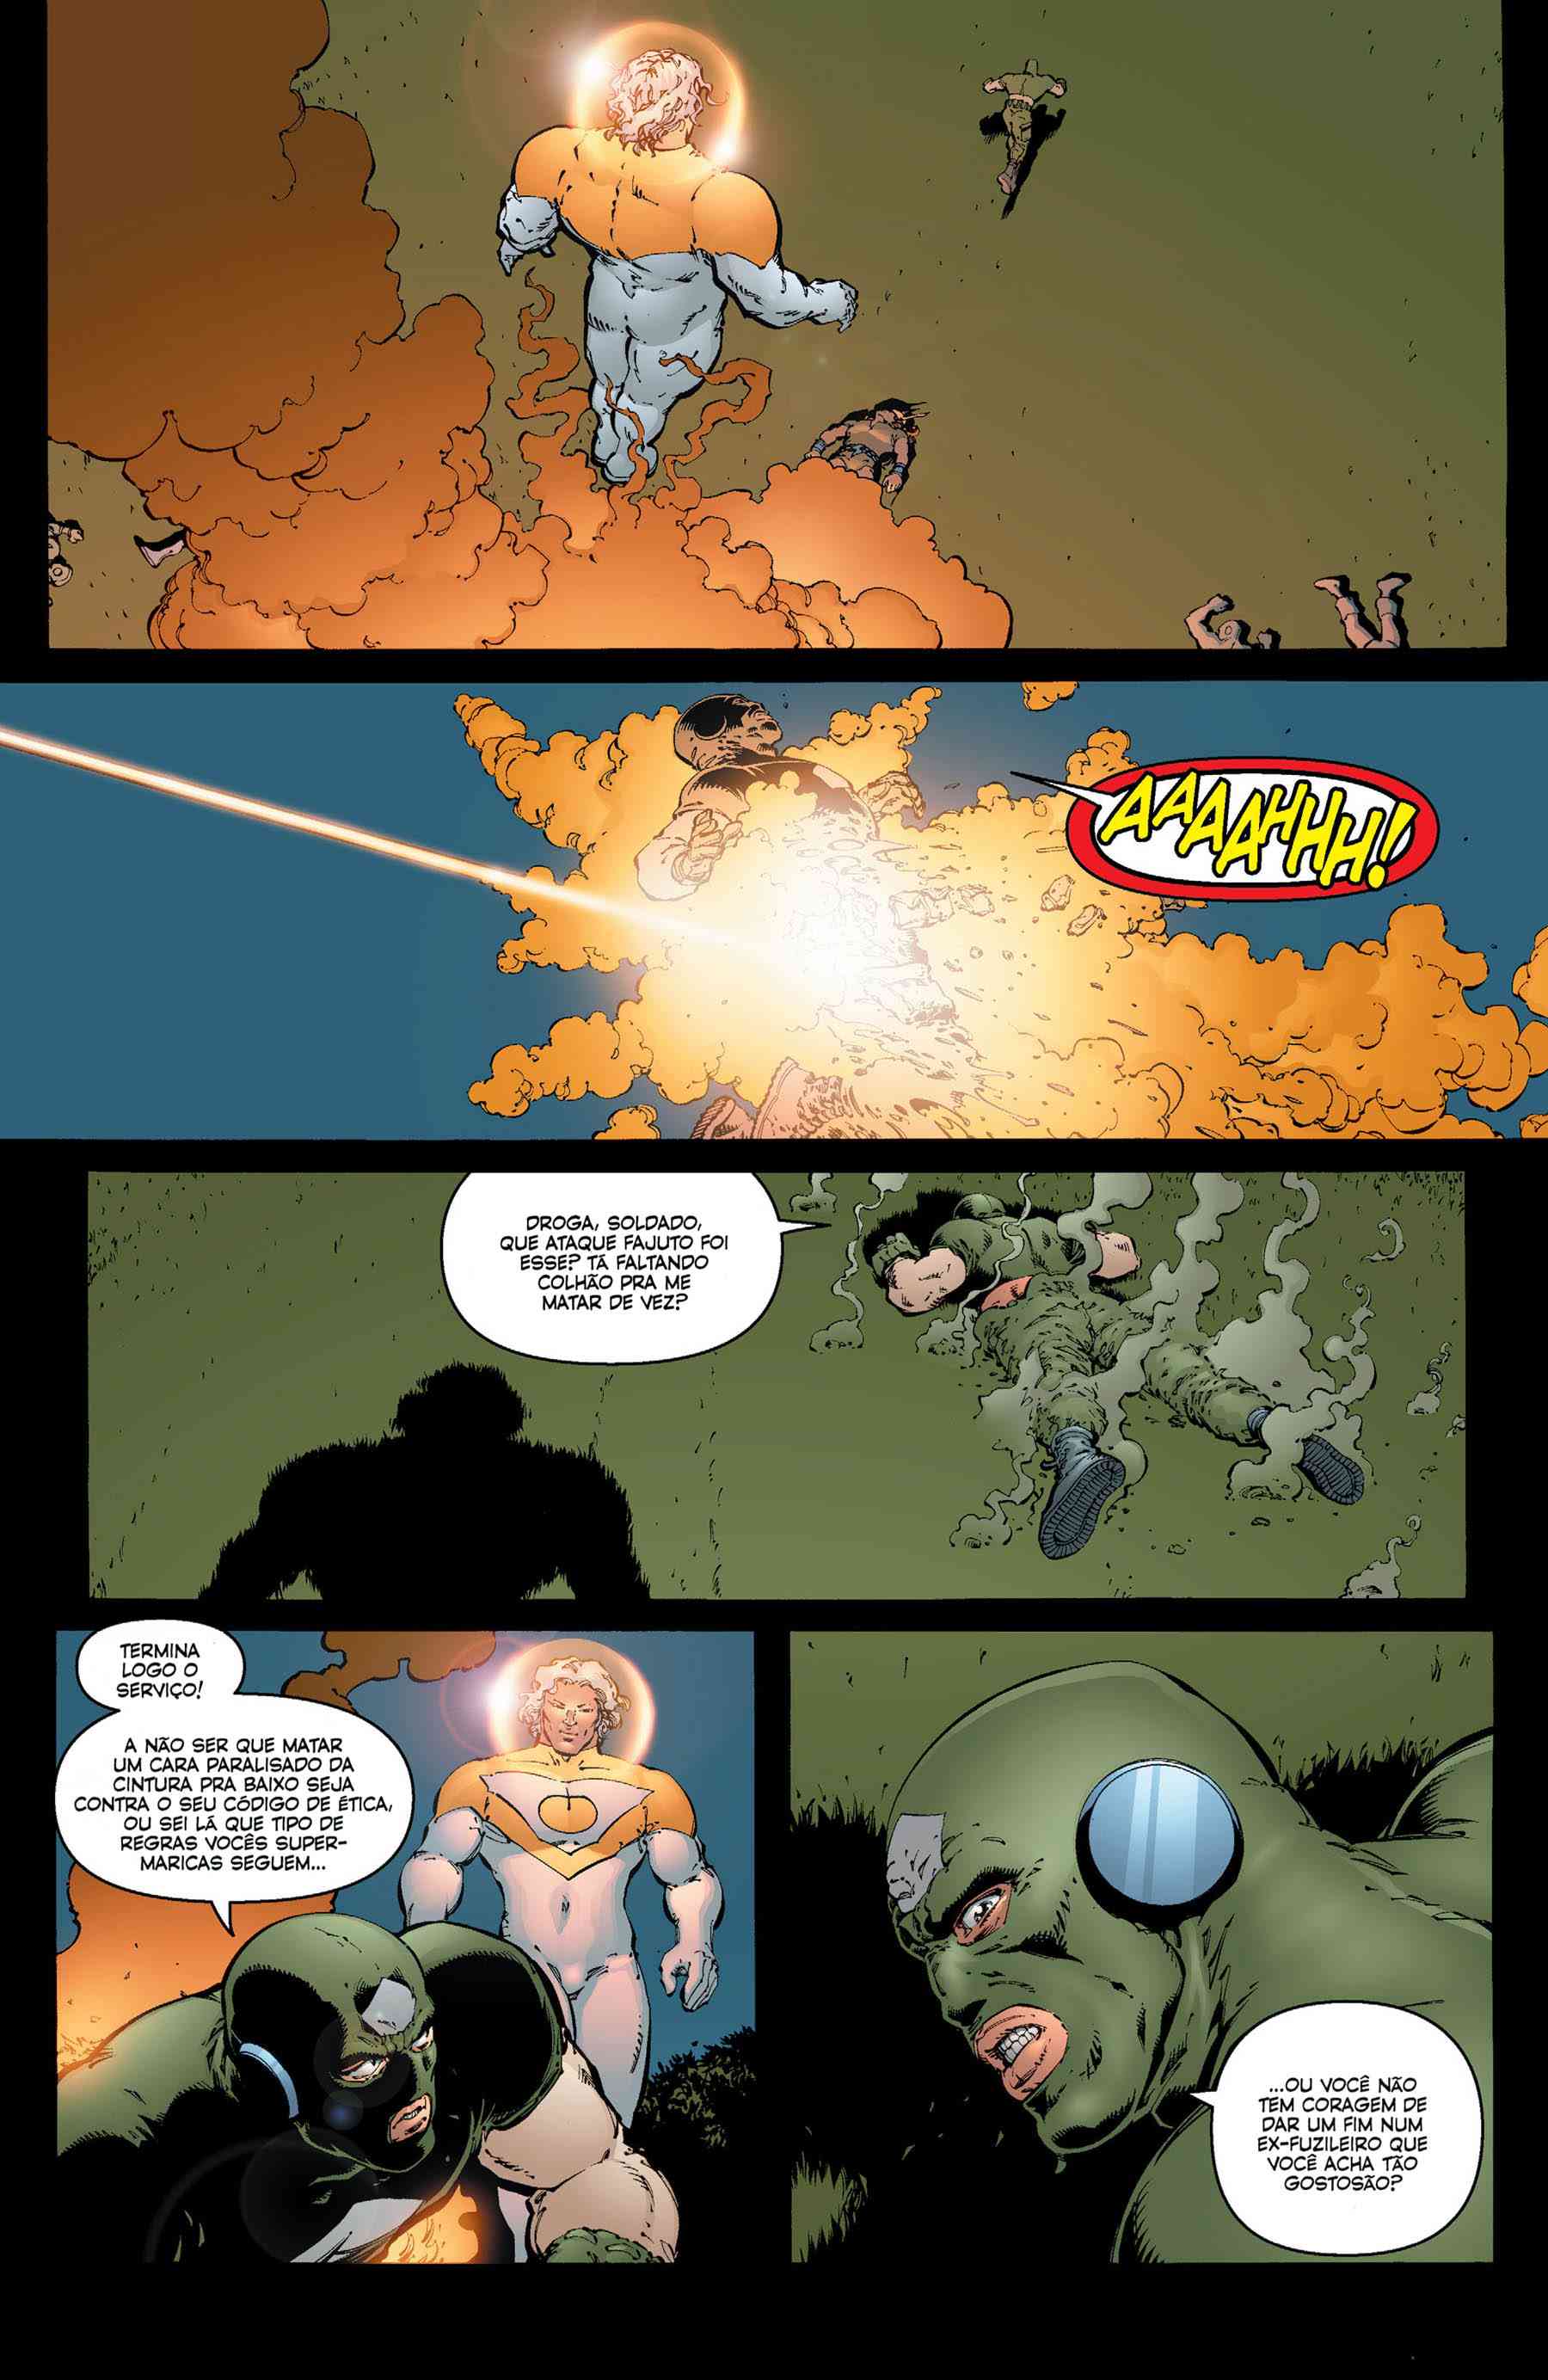 AAAAHHH!
DROGA, SOLDADO,
QUE ATAQUE FAJUTO FOI
ESSE? TÁ FALTANDO
COLHÃO PRA ME
MATAR DE VEZ?
TERMINA
LOGO O
SERVIÇO!
A NÃO SER QUE MATAR
UM CARA PARALISADO DA
CINTURA PRA BAIXO SEJA
CONTRA O SEU CÓDIGO DE ÉTICA,
OU SEI LÁ QUE TIPO DE
REGRAS VOCÊS SUPER-
MARICAS SEGUEM...
...OU VOCÊ NÃO
TEM CORAGEM DE
DAR UM FIM NUM
EX-FUZILEIRO QUE
VOCÊ ACHA TÃO
GOSTOSÃO?